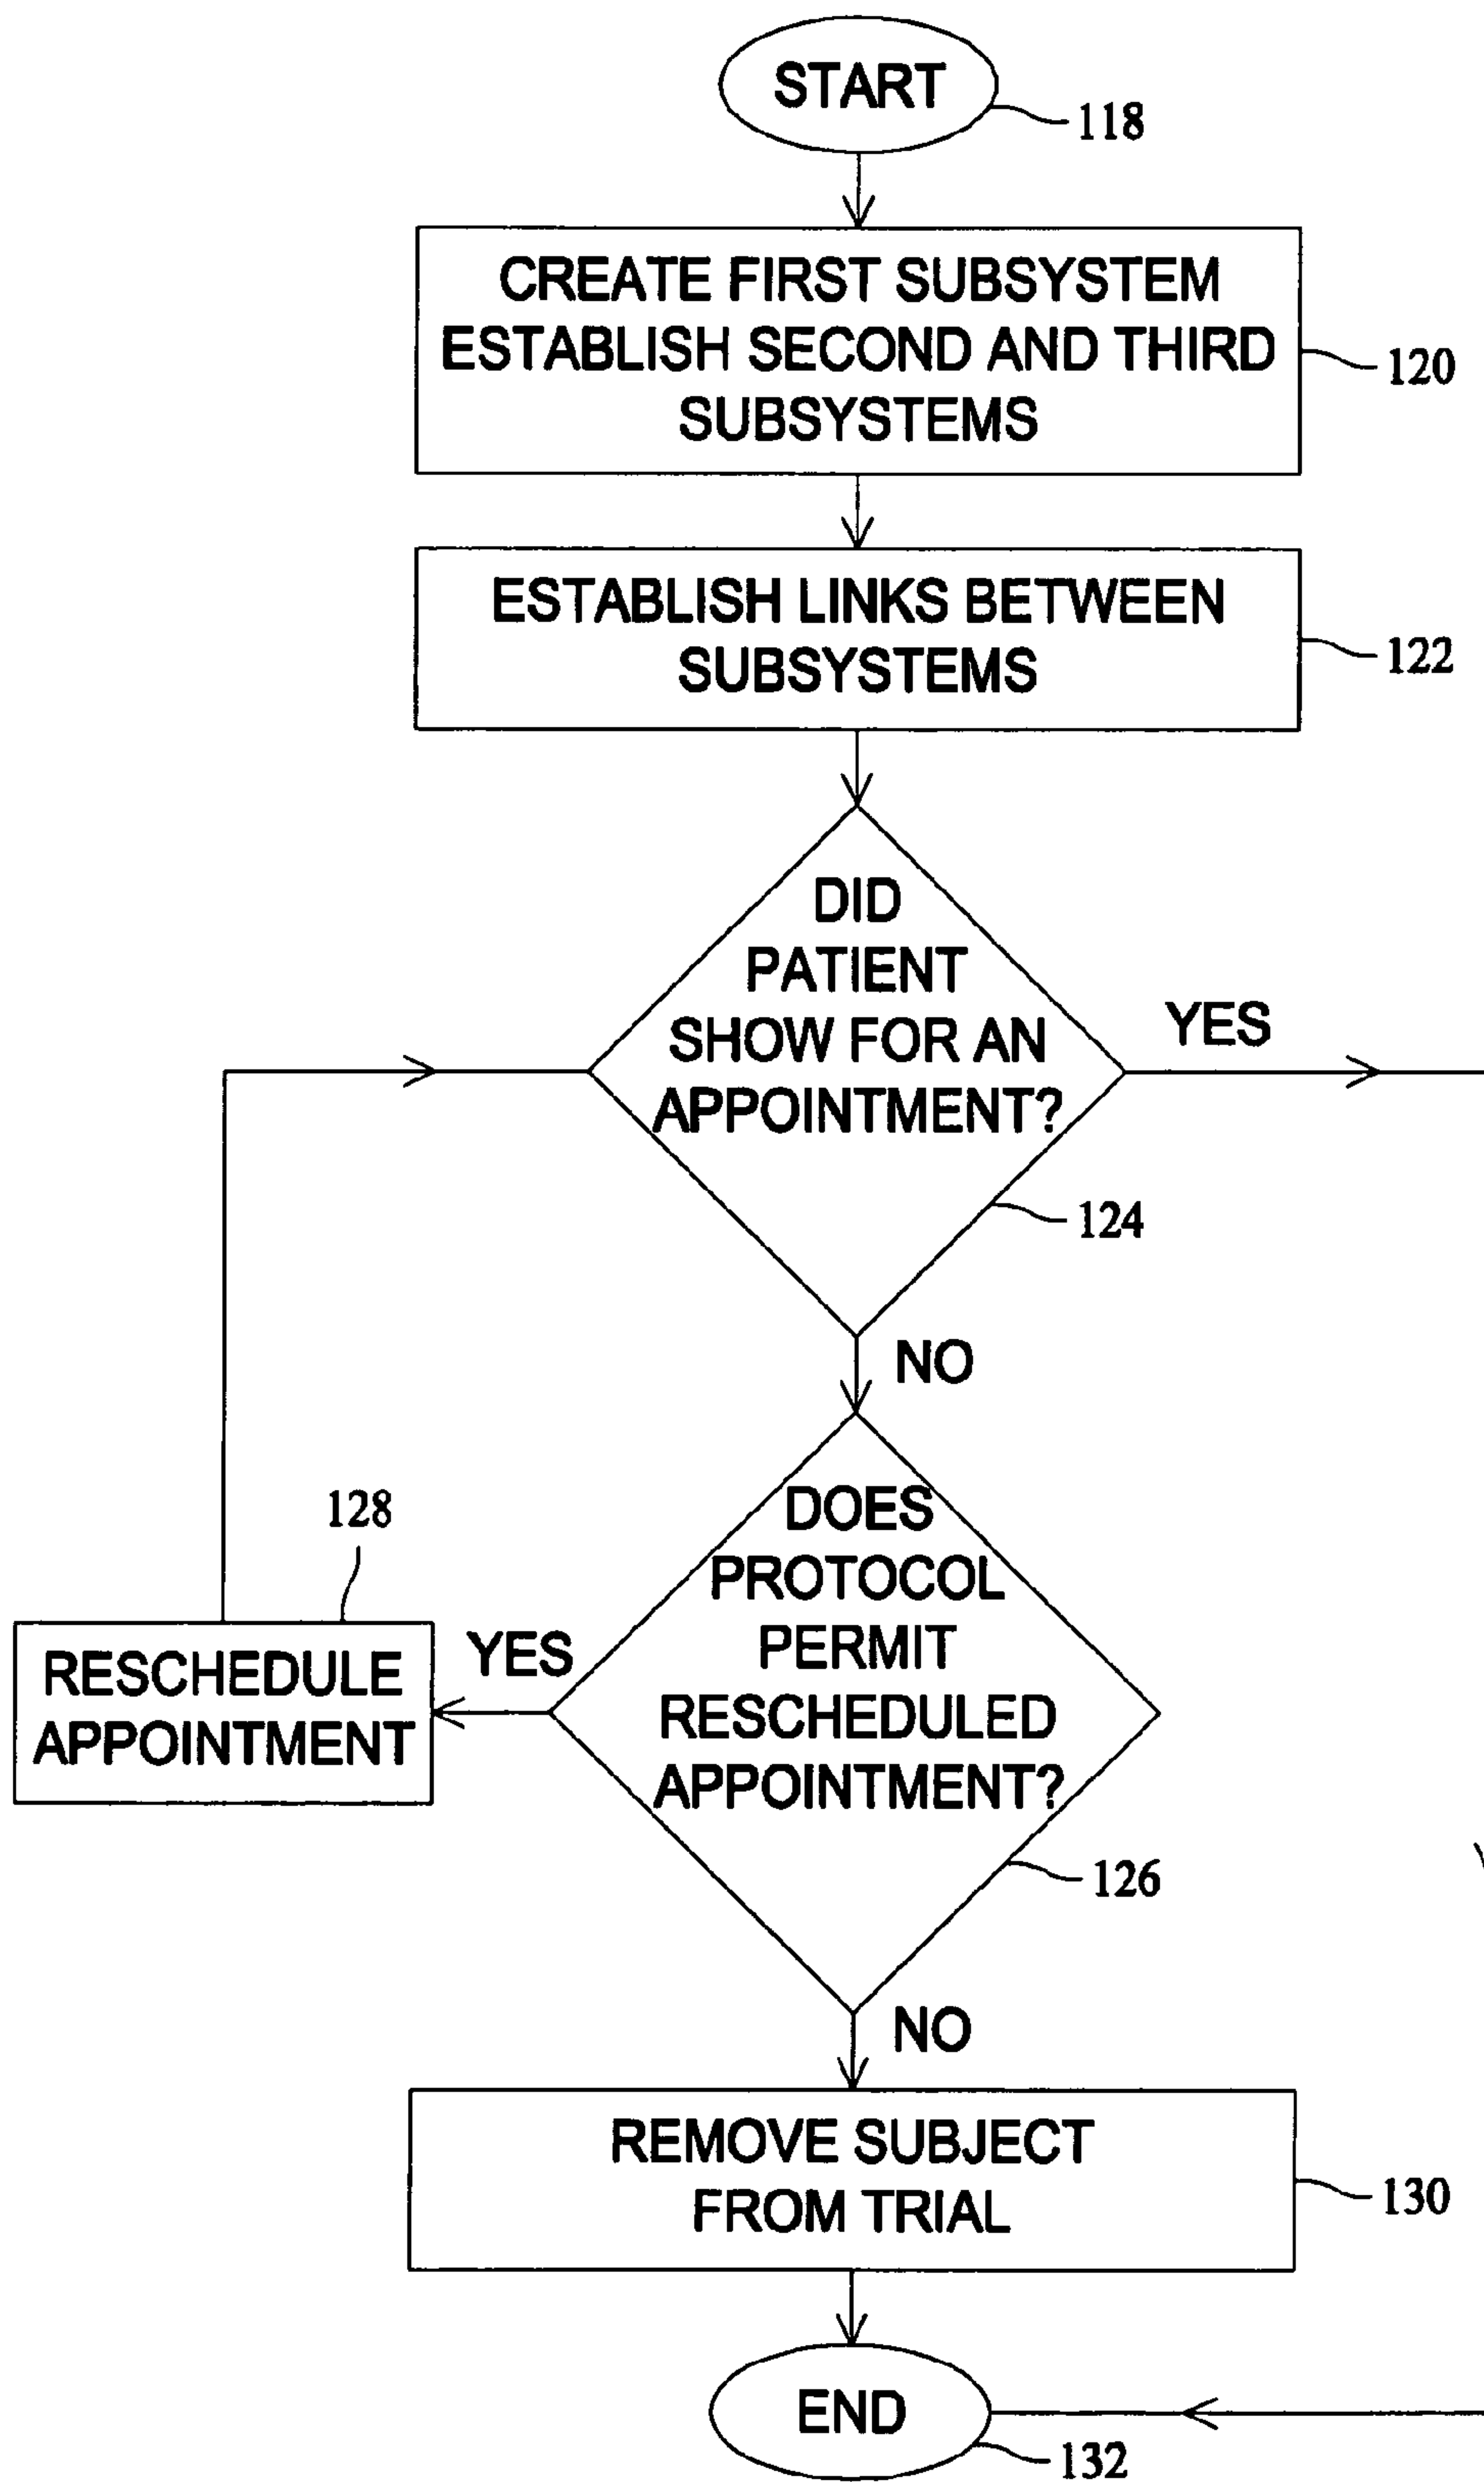 START
118
CREATE FIRST SUBSYSTEM
ESTABLISH SECOND AND THIRD
SUBSYSTEMS
120
ESTABLISH LINKS BETWEEN
SUBSYSTEMS
122
DID
PATIENT
SHOW FOR AN
APPOINTMENT?
YES
124
NO
DOES
PROTOCOL
PERMIT
RESCHEDULED
APPOINTMENT?
126
YES
128
RESCHEDULE
APPOINTMENT
NO
REMOVE SUBJECT
FROM TRIAL
130
END
132